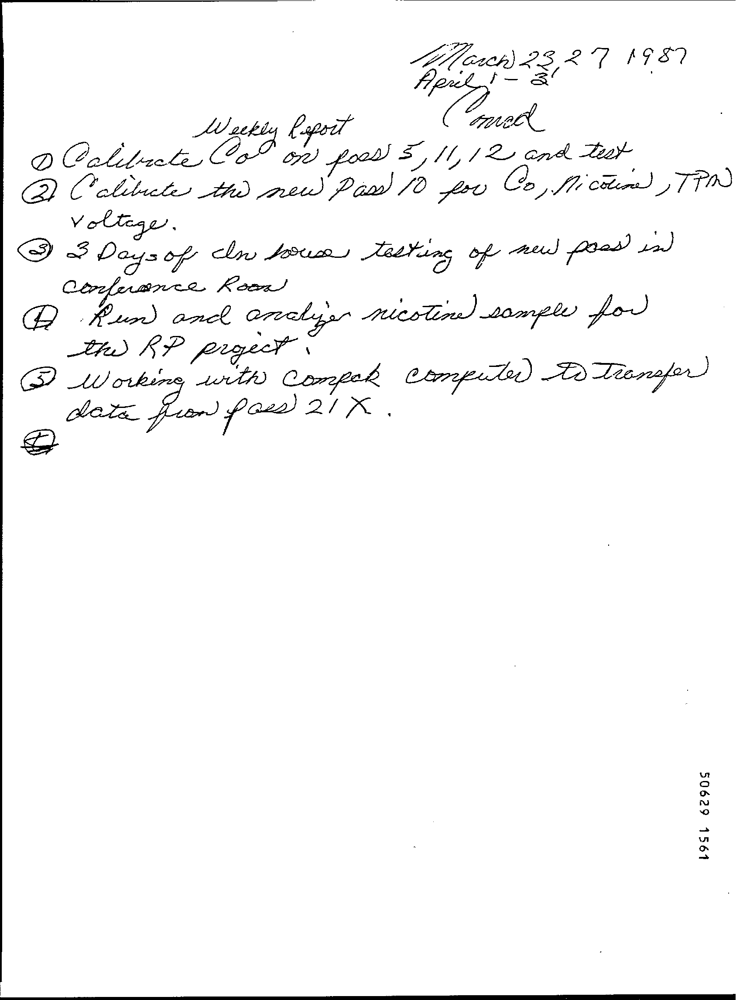 March 23, 27 1987
April 1 - 3
Conrad
Weekly Report
① Calibrate Co on pass 5, 11, 12 and test
② Calibrate the new Pass 10 for Co, Nicotine, TPM
voltage.
③ 3 Days of In house testing of new pass in
conference Room
④ Run and analize nicotine sample for
the RP project.
⑤ Working with compak computer to transfer
data from pass 21X.
50629 1561